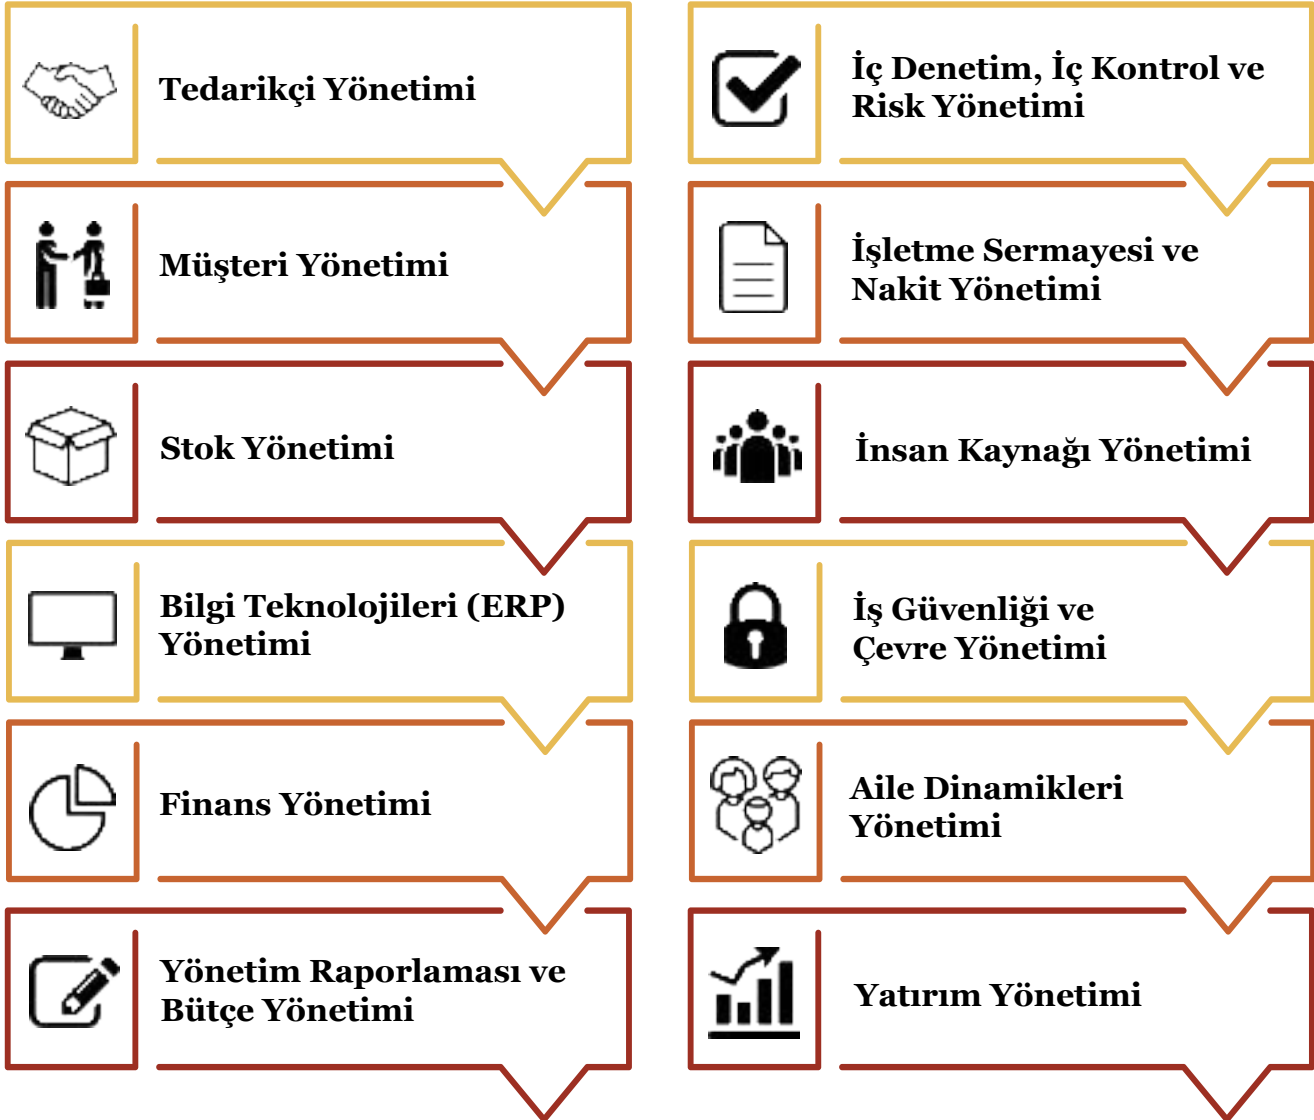 Tedarikçi Yönetimi
Müşteri Yönetimi
Stok Yönetimi
Bilgi Teknolojileri (ERP)
Yönetimi
Finans Yönetimi
Yönetim Raporlaması ve
Bütçe Yönetimi
İç Denetim, İç Kontrol ve
Risk Yönetimi
İşletme Sermayesi ve
Nakit Yönetimi
İnsan Kaynağı Yönetimi
İş Güvenliği ve
Çevre Yönetimi
Aile Dinamikleri
Yönetimi
Yatırım Yönetimi